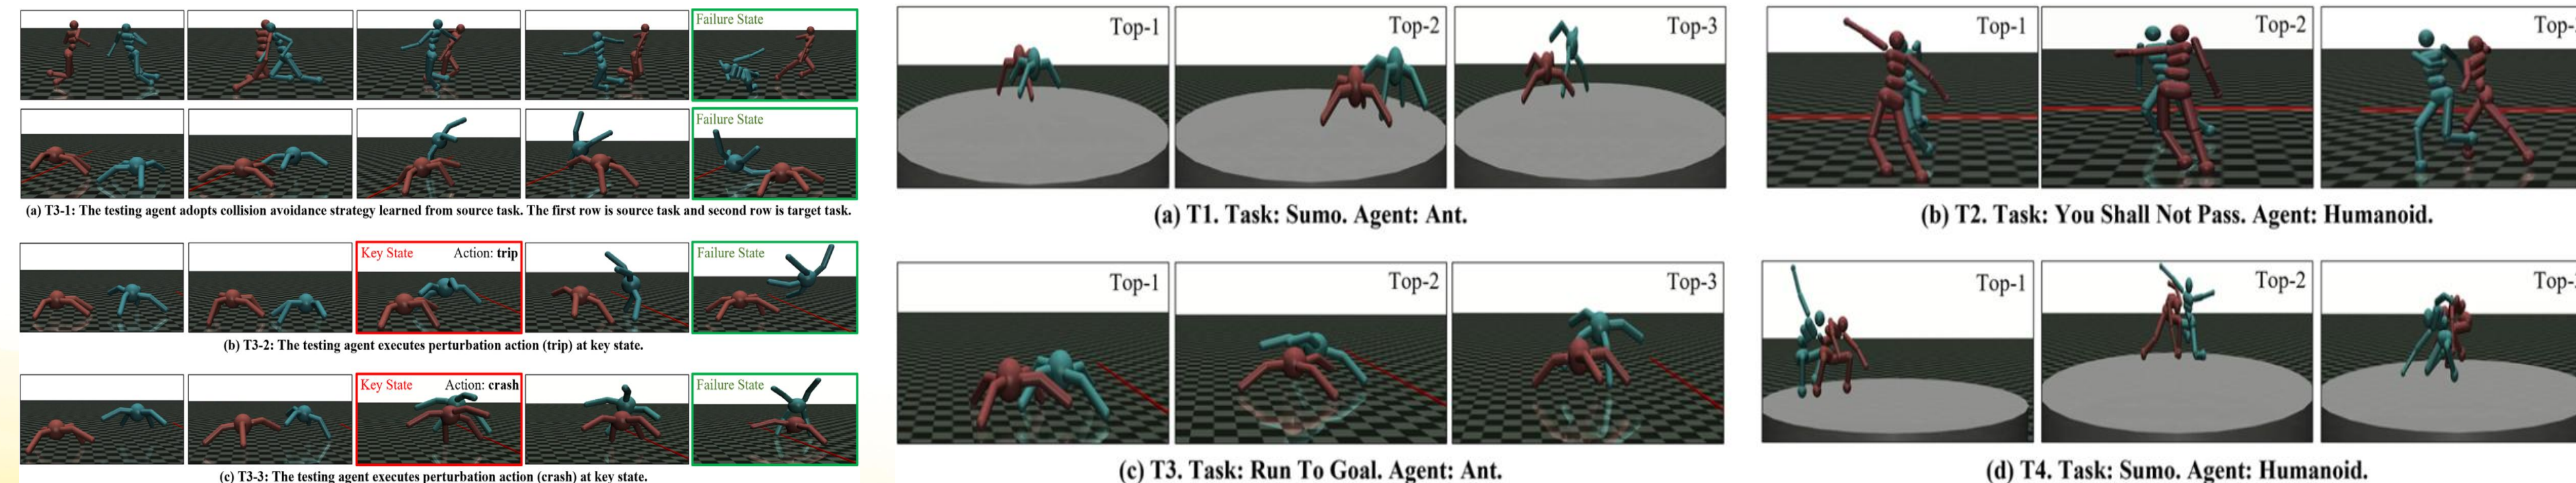 Failure State
Failure State
(a) T3-1: The testing agent adopts collision avoidance strategy learned from source task. The first row is source task and second row is target task.
Key State Action: trip Failure State
(b) T3-2: The testing agent executes perturbation action (trip) at key state.
Key State Action: crash Failure State
(c) T3-3: The testing agent executes perturbation action (crash) at key state.
Top-1 Top-2 Top-3
(a) T1. Task: Sumo. Agent: Ant.
Top-1 Top-2 Top-
(b) T2. Task: You Shall Not Pass. Agent: Humanoid.
Top-1 Top-2 Top-3
(c) T3. Task: Run To Goal. Agent: Ant.
Top-1 Top-2 Top-
(d) T4. Task: Sumo. Agent: Humanoid.